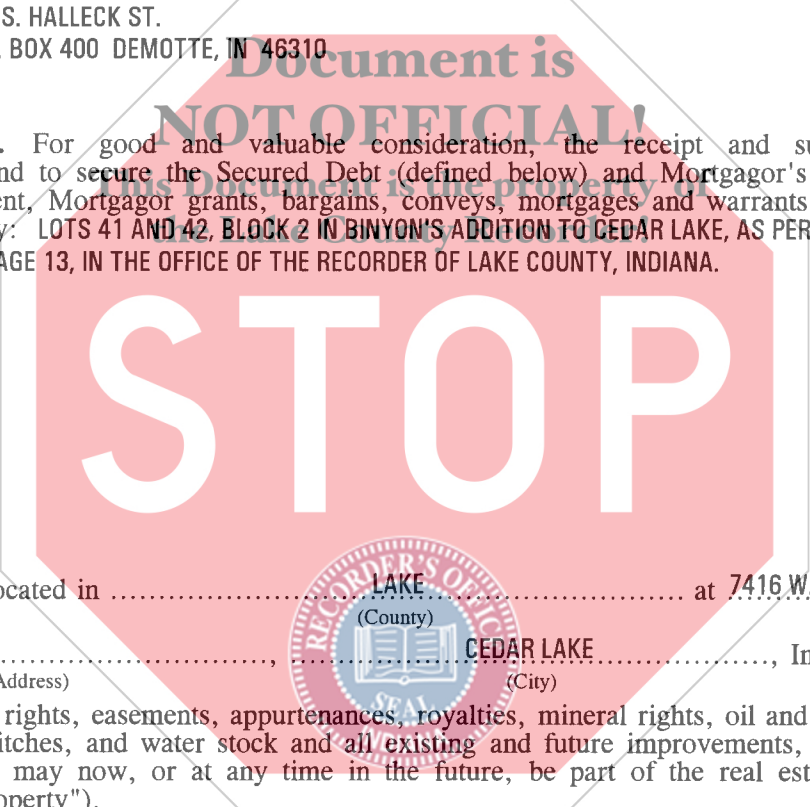 S. HALLECK ST.
BOX 400 DEMOTTE, IN 46310
Document is
NOT OFFICIAL!
For good and valuable consideration, the receipt and su
nd to secure the Secured Debt (defined below) and Mortgagor's
This Document is the property of
ent, Mortgagor grants, bargains, conveys, mortgages and warrants
the Lake County Recorder!
y: LOTS 41 AND 42, BLOCK 2 IN BINYON'S ADDITION TO CEDAR LAKE, AS PER
AGE 13, IN THE OFFICE OF THE RECORDER OF LAKE COUNTY, INDIANA.
STOP
ocated in .................................. LAKE .................................. at 7416 W.
(County)
.................................., .................................. CEDAR LAKE .................................., In
Address) (City)
RECORDER'S OFFICE
SEAL
INDIANA
rights, easements, appurtenances, royalties, mineral rights, oil and
itches, and water stock and all existing and future improvements,
may now, or at any time in the future, be part of the real est
operty").